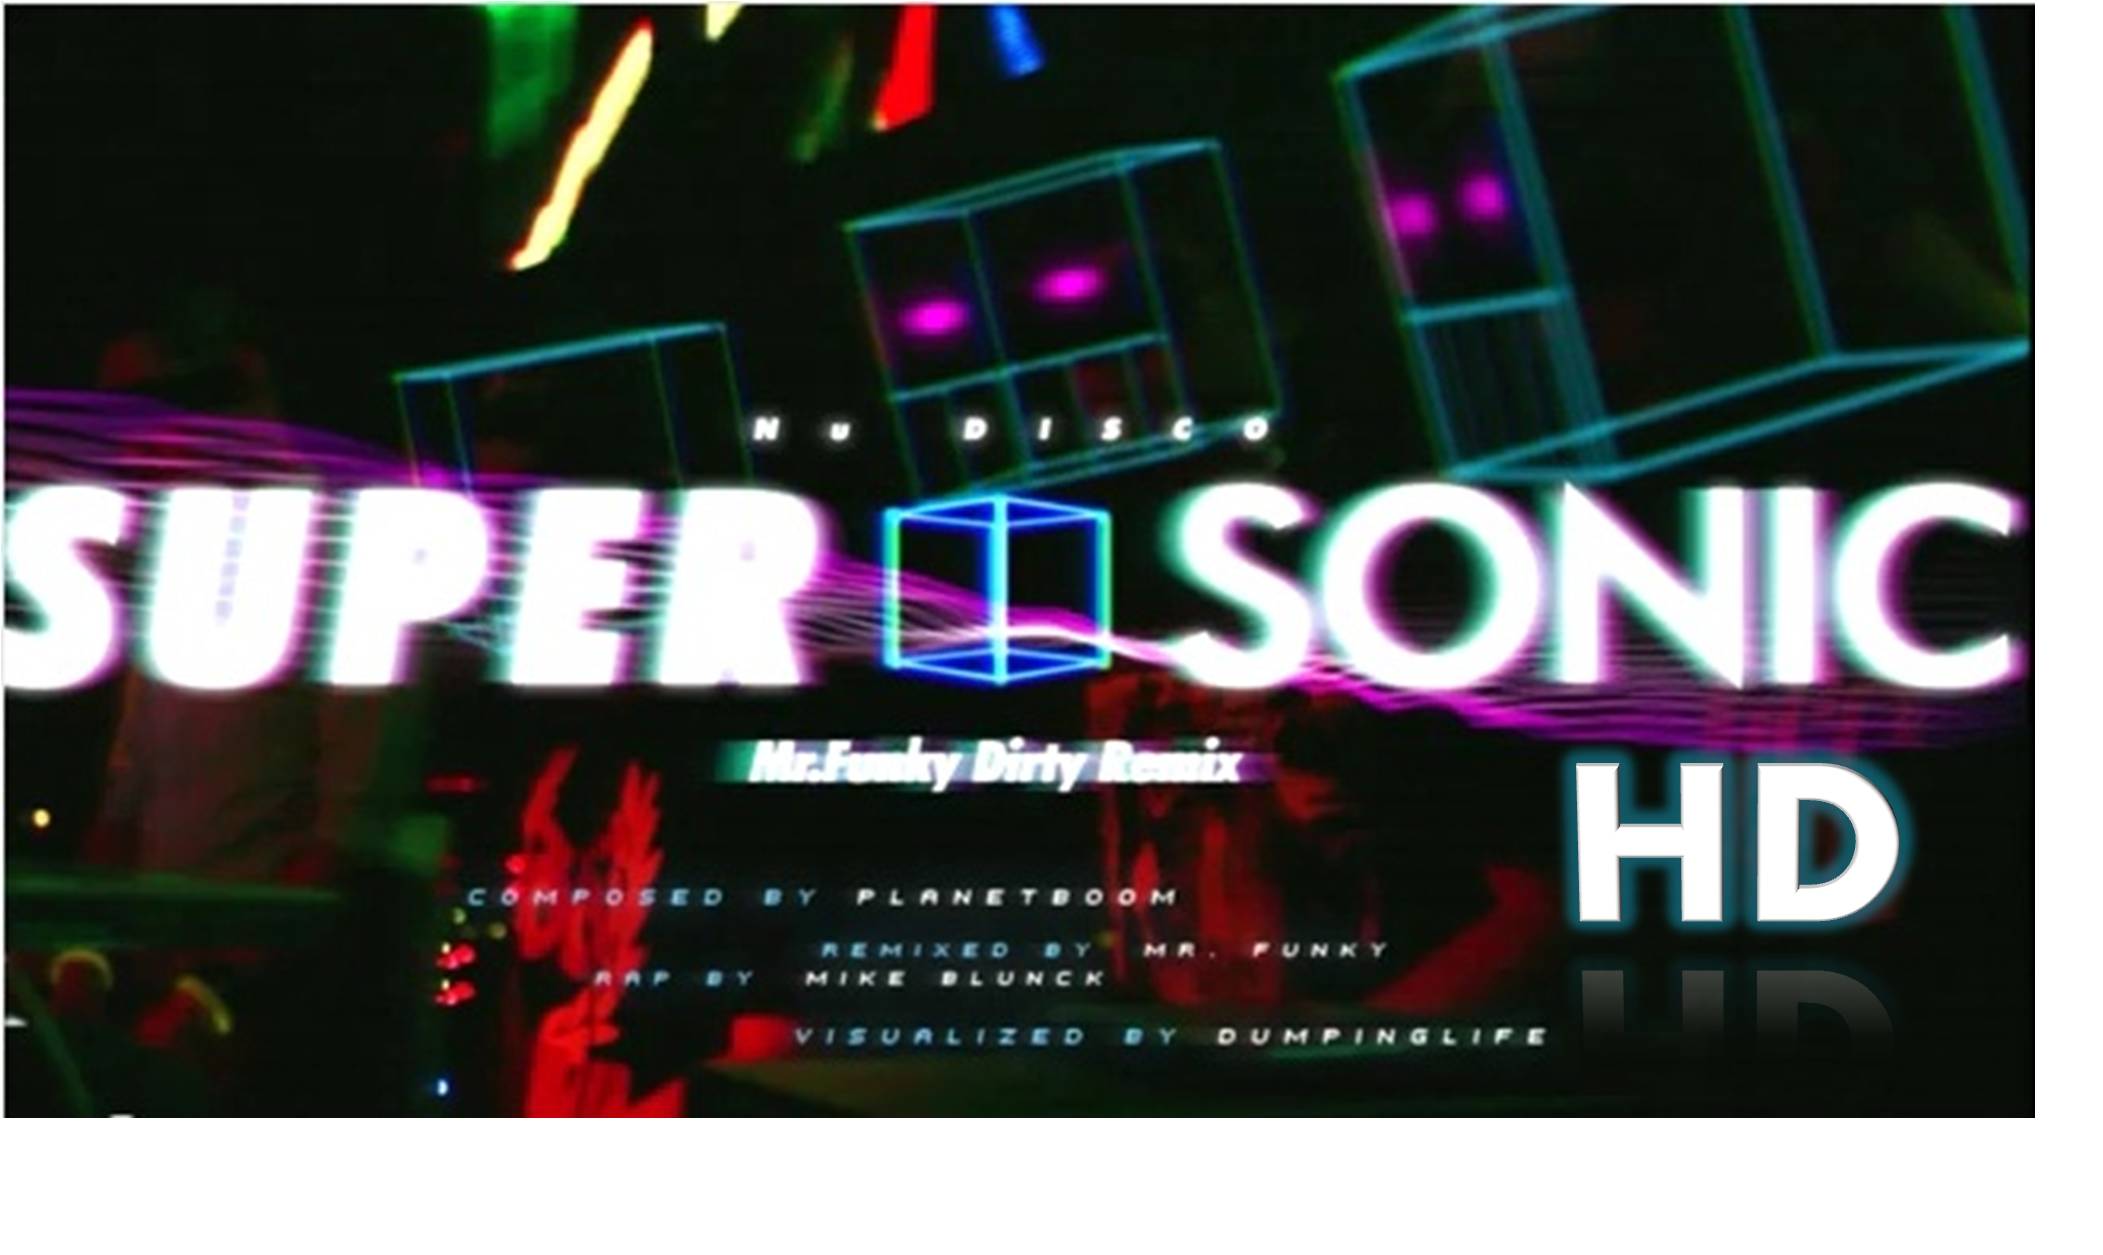 Nu DISCO
SUPER SONIC
Mr.Funky Dirty Remix
HD
COMPOSED BY PLANETBOOM
REMIXED BY MR. FUNKY
RAP BY MIKE BLUNCK
VISUALIZED BY DUMPINGLIFE